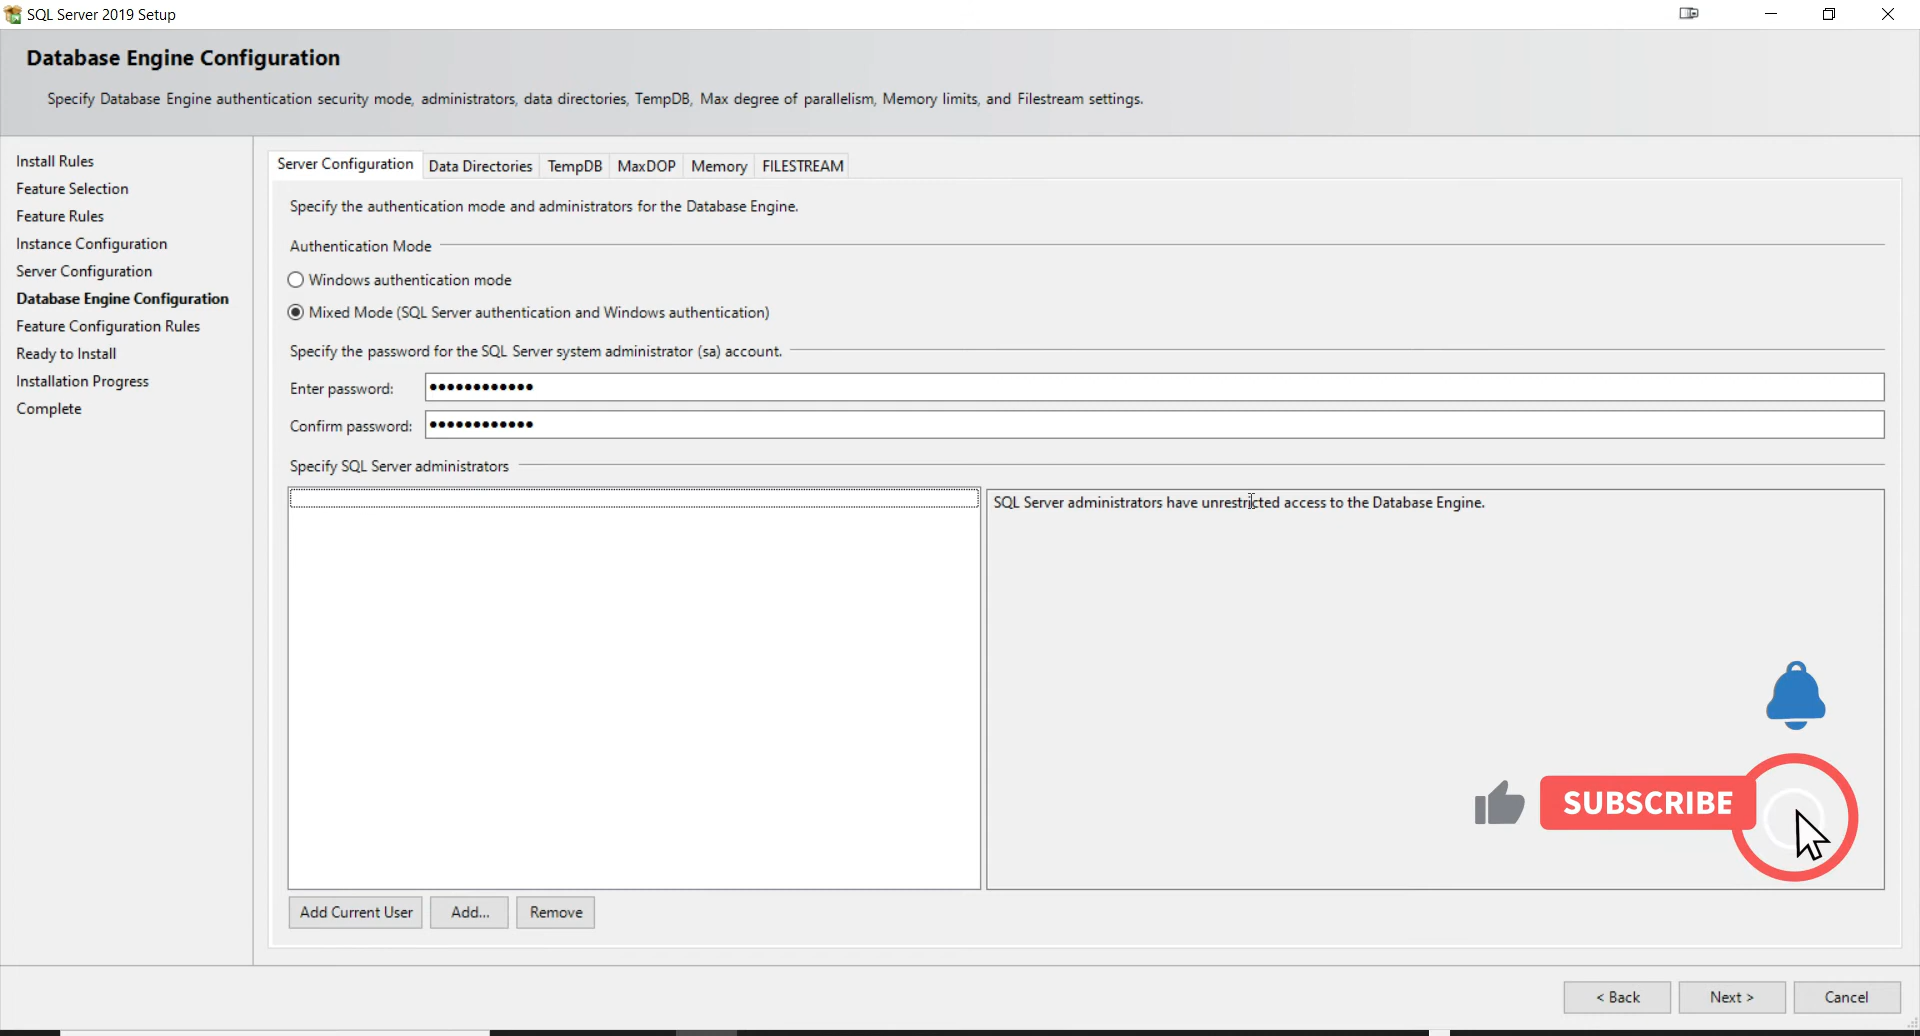 SQL Server 2019 Setup
Database Engine Configuration
Specify Database Engine authentication security mode, administrators, data directories, TempDB, Max degree of parallelism, Memory limits, and Filestream settings.
Install Rules
Feature Selection
Feature Rules
Instance Configuration
Server Configuration
Database Engine Configuration
Feature Configuration Rules
Ready to Install
Installation Progress
Complete
Server Configuration Data Directories TempDB MaxDOP Memory FILESTREAM
Specify the authentication mode and administrators for the Database Engine.
Authentication Mode
Windows authentication mode
Mixed Mode (SQL Server authentication and Windows authentication)
Specify the password for the SQL Server system administrator (sa) account.
Enter password: ●●●●●●●●●●●●
Confirm password: ●●●●●●●●●●●●
Specify SQL Server administrators
SQL Server administrators have unrestricted access to the Database Engine.
SUBSCRIBE
Add Current User Add... Remove
< Back Next > Cancel